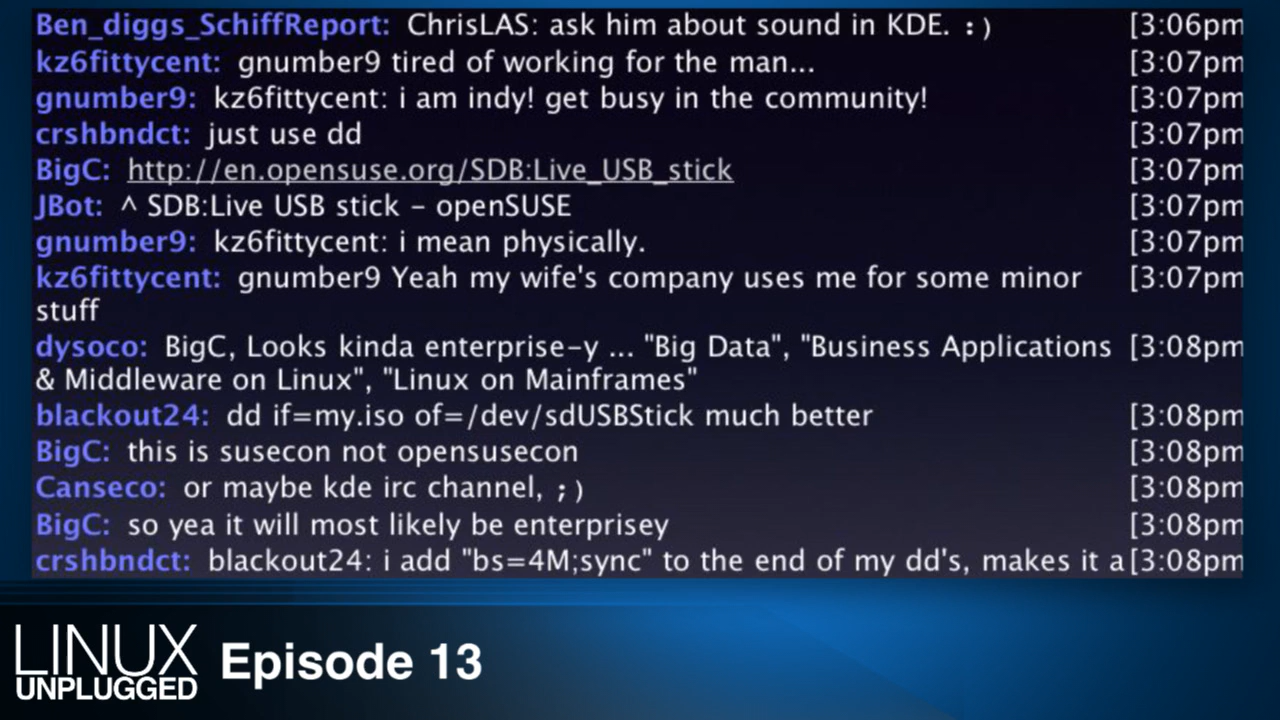 Ben_diggs_SchiffReport: ChrisLAS: ask him about sound in KDE. :) [3:06pm
kz6fittycent: gnumber9 tired of working for the man... [3:07pm
gnumber9: kz6fittycent: i am indy! get busy in the community! [3:07pm
crshbndct: just use dd [3:07pm
BigC: http://en.opensuse.org/SDB:Live_USB_stick [3:07pm
JBot: ^ SDB:Live USB stick - openSUSE [3:07pm
gnumber9: kz6fittycent: i mean physically. [3:07pm
kz6fittycent: gnumber9 Yeah my wife's company uses me for some minor [3:07pm
stuff
dysoco: BigC, Looks kinda enterprise-y ... "Big Data", "Business Applications [3:08pm
& Middleware on Linux", "Linux on Mainframes"
blackout24: dd if=my.iso of=/dev/sdUSBStick much better [3:08pm
BigC: this is susecon not opensusecon [3:08pm
Canseco: or maybe kde irc channel, ;) [3:08pm
BigC: so yea it will most likely be enterprisey [3:08pm
crshbndct: blackout24: i add "bs=4M;sync" to the end of my dd's, makes it a [3:08pm
LINUX
UNPLUGGED
Episode 13